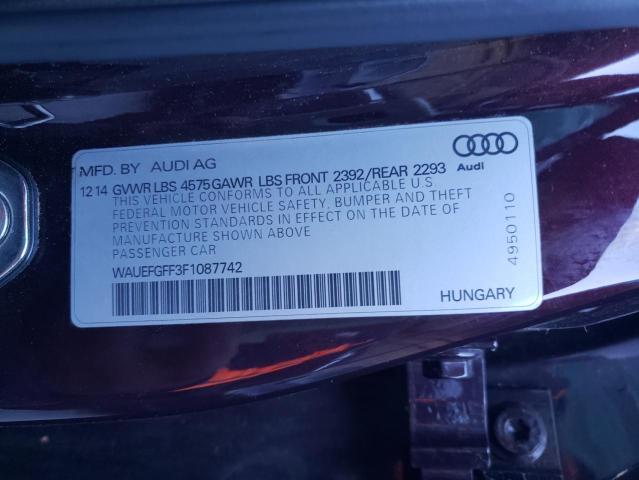 MFD. BY AUDI AG
Audi
12 14 GVWR LBS 4575 GAWR LBS FRONT 2392/REAR 2293
THIS VEHICLE CONFORMS TO ALL APPLICABLE U.S.
FEDERAL MOTOR VEHICLE SAFETY, BUMPER AND THEFT
PREVENTION STANDARDS IN EFFECT ON THE DATE OF
MANUFACTURE SHOWN ABOVE
PASSENGER CAR
4950110
WAUEFGFF3F1087742
HUNGARY